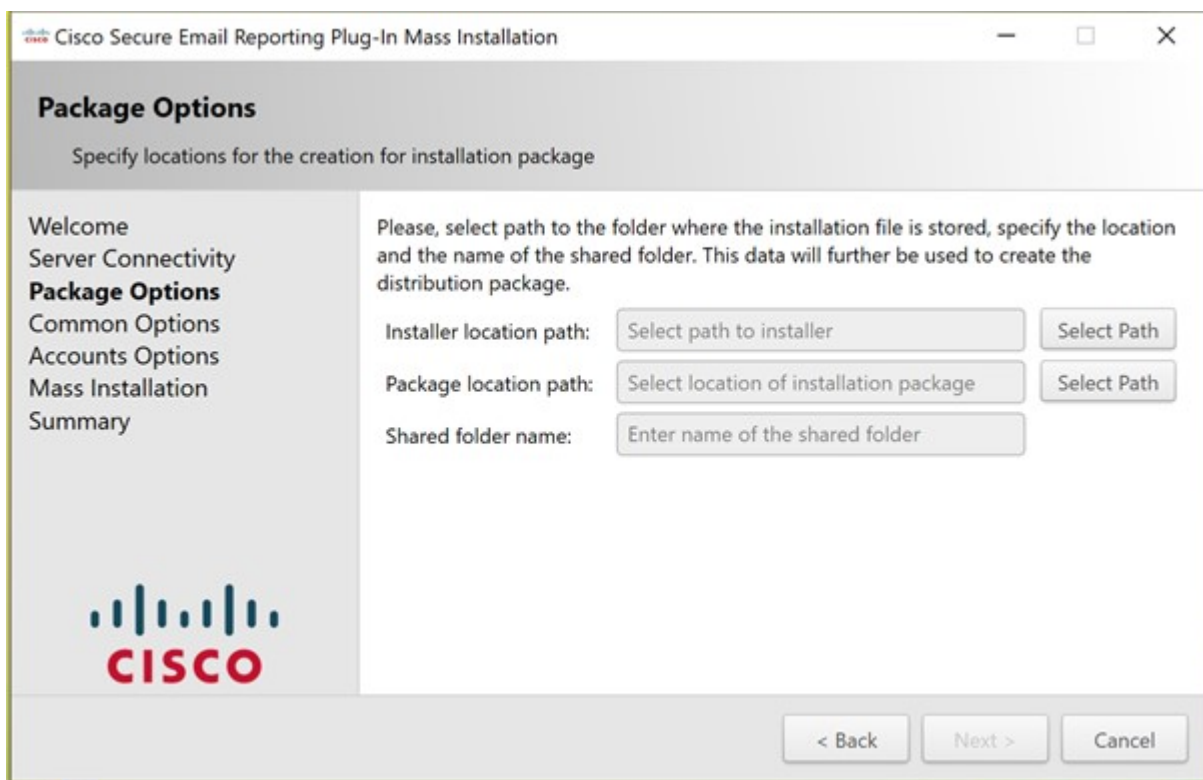 Cisco Secure Email Reporting Plug-In Mass Installation
Package Options
Specify locations for the creation for installation package
Welcome
Server Connectivity
Package Options
Common Options
Accounts Options
Mass Installation
Summary
CISCO
Please, select path to the folder where the installation file is stored, specify the location
and the name of the shared folder. This data will further be used to create the
distribution package.
Installer location path: Select path to installer Select Path
Package location path: Select location of installation package Select Path
Shared folder name: Enter name of the shared folder
< Back Next > Cancel